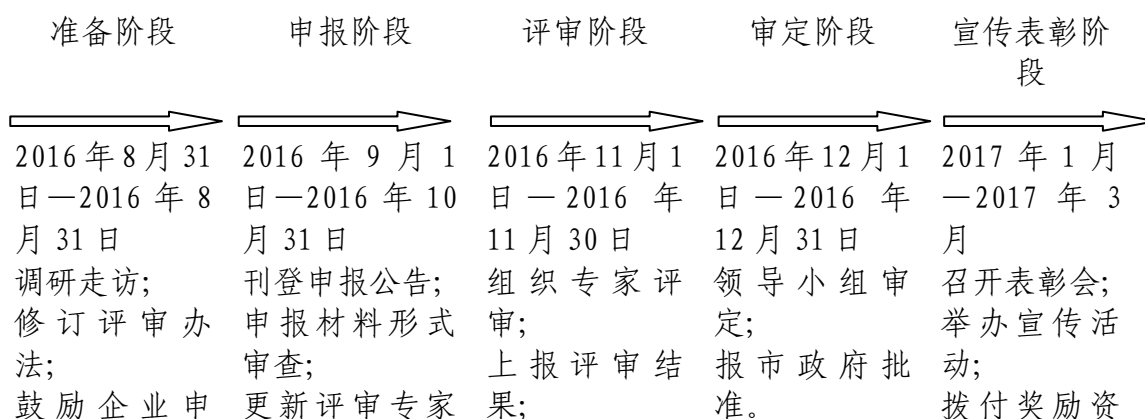 准备阶段
申报阶段
评审阶段
审定阶段
宣传表彰阶
段
2016年8月31
日—2016年8
月31日
调研走访;
修订评审办
法;
鼓励企业申
2016年9月1
日—2016年10
月31日
刊登申报公告;
申报材料形式
审查;
更新评审专家
2016年11月1
日—2016年
11月30日
组织专家评
审;
上报评审结
果;
2016年12月1
日—2016年
12月31日
领导小组审
定;
报市政府批
准。
2017年1月
—2017年3
月
召开表彰会;
举办宣传活
动;
拨付奖励资